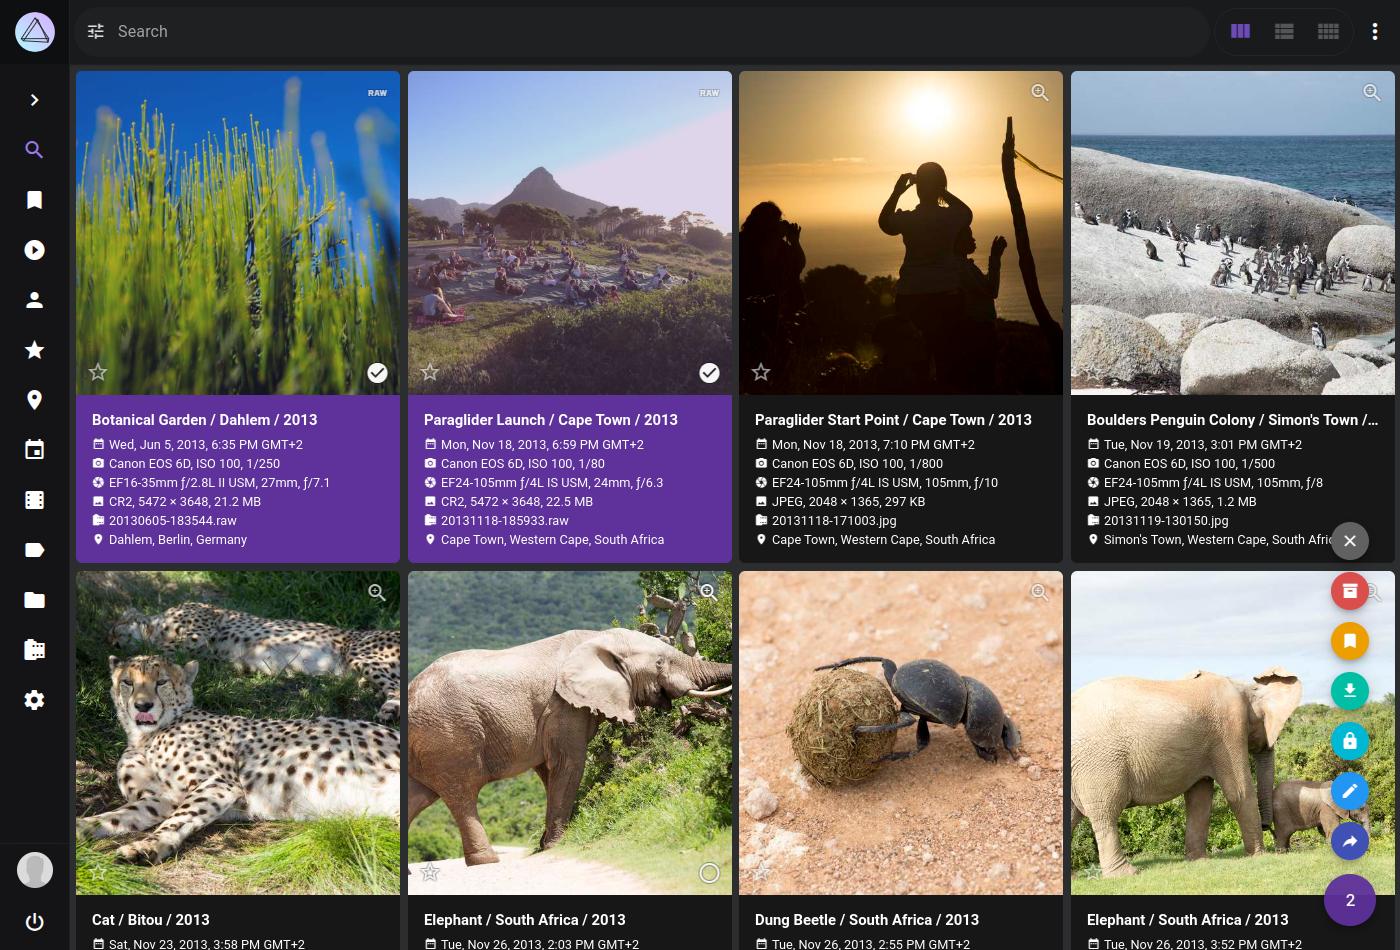 Search
RAW
Botanical Garden / Dahlem / 2013
Wed, Jun 5, 2013, 6:35 PM GMT+2
Canon EOS 6D, ISO 100, 1/250
EF16-35mm ƒ/2.8L II USM, 27mm, ƒ/7.1
CR2, 5472 × 3648, 21.2 MB
20130605-183544.raw
Dahlem, Berlin, Germany
RAW
Paraglider Launch / Cape Town / 2013
Mon, Nov 18, 2013, 6:59 PM GMT+2
Canon EOS 6D, ISO 100, 1/80
EF24-105mm ƒ/4L IS USM, 24mm, ƒ/6.3
CR2, 5472 × 3648, 22.5 MB
20131118-185933.raw
Cape Town, Western Cape, South Africa
Paraglider Start Point / Cape Town / 2013
Mon, Nov 18, 2013, 7:10 PM GMT+2
Canon EOS 6D, ISO 100, 1/800
EF24-105mm ƒ/4L IS USM, 105mm, ƒ/10
JPEG, 2048 × 1365, 297 KB
20131118-171003.jpg
Cape Town, Western Cape, South Africa
Boulders Penguin Colony / Simon's Town /...
Tue, Nov 19, 2013, 3:01 PM GMT+2
Canon EOS 6D, ISO 100, 1/500
EF24-105mm ƒ/4L IS USM, 105mm, ƒ/8
JPEG, 2048 × 1365, 1.2 MB
20131119-130150.jpg
Simon's Town, Western Cape, South Afric
Cat / Bitou / 2013
Sat, Nov 23, 2013, 3:58 PM GMT+2
Elephant / South Africa / 2013
Tue, Nov 26, 2013, 2:03 PM GMT+2
Dung Beetle / South Africa / 2013
Tue, Nov 26, 2013, 2:55 PM GMT+2
Elephant / South Africa / 2013
Tue, Nov 26, 2013, 3:52 PM GMT+2
2